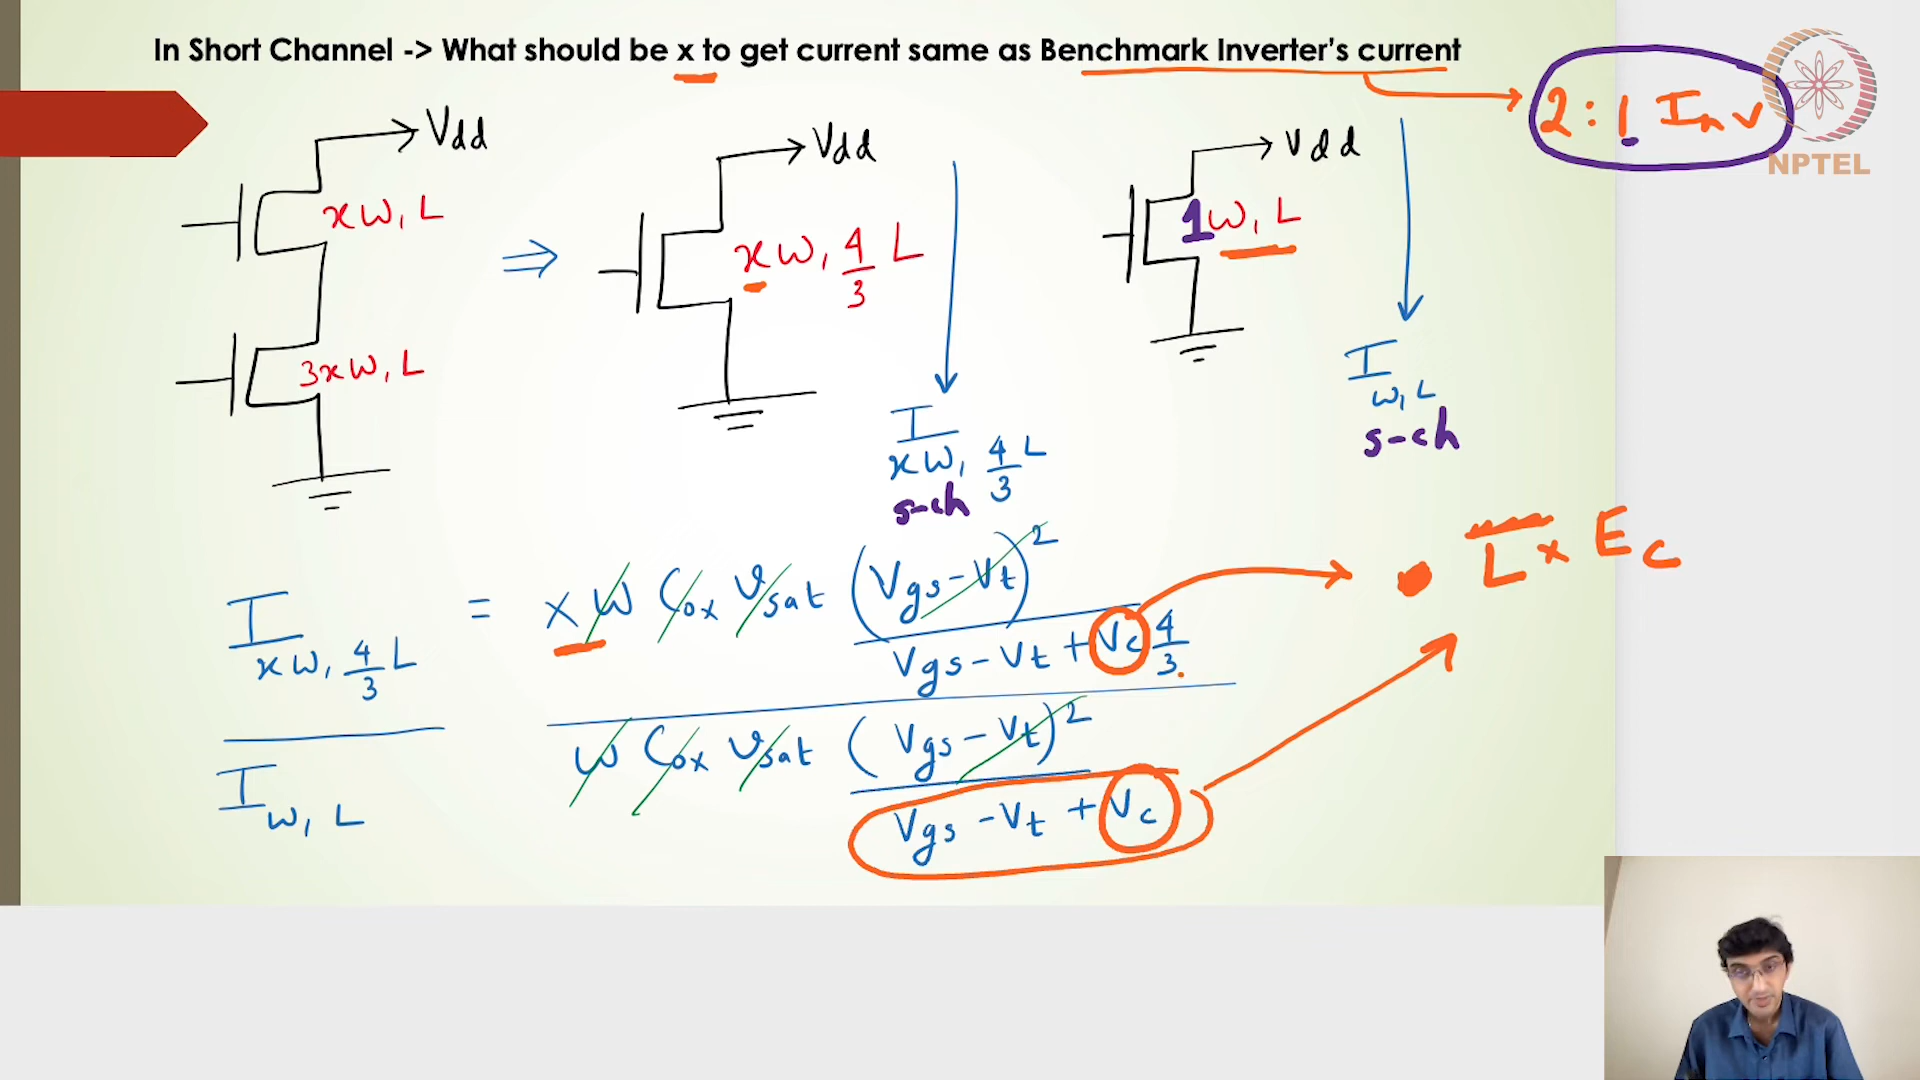 In Short Channel -> What should be x to get current same as Benchmark Inverter's current
2 : 1 Inv
NPTEL
Vdd
xW, L
3xW, L
⇒
Vdd
xW, 4/3 L
I xW, 4/3 L
s-ch
Vdd
1W, L
I W, L
s-ch
I xW, 4/3 L / I W, L = x W Cox Vsat (Vgs - Vt)² / Vgs - Vt + Vc 4/3
W Cox Vsat (Vgs - Vt)² / Vgs - Vt + Vc
L × Ec